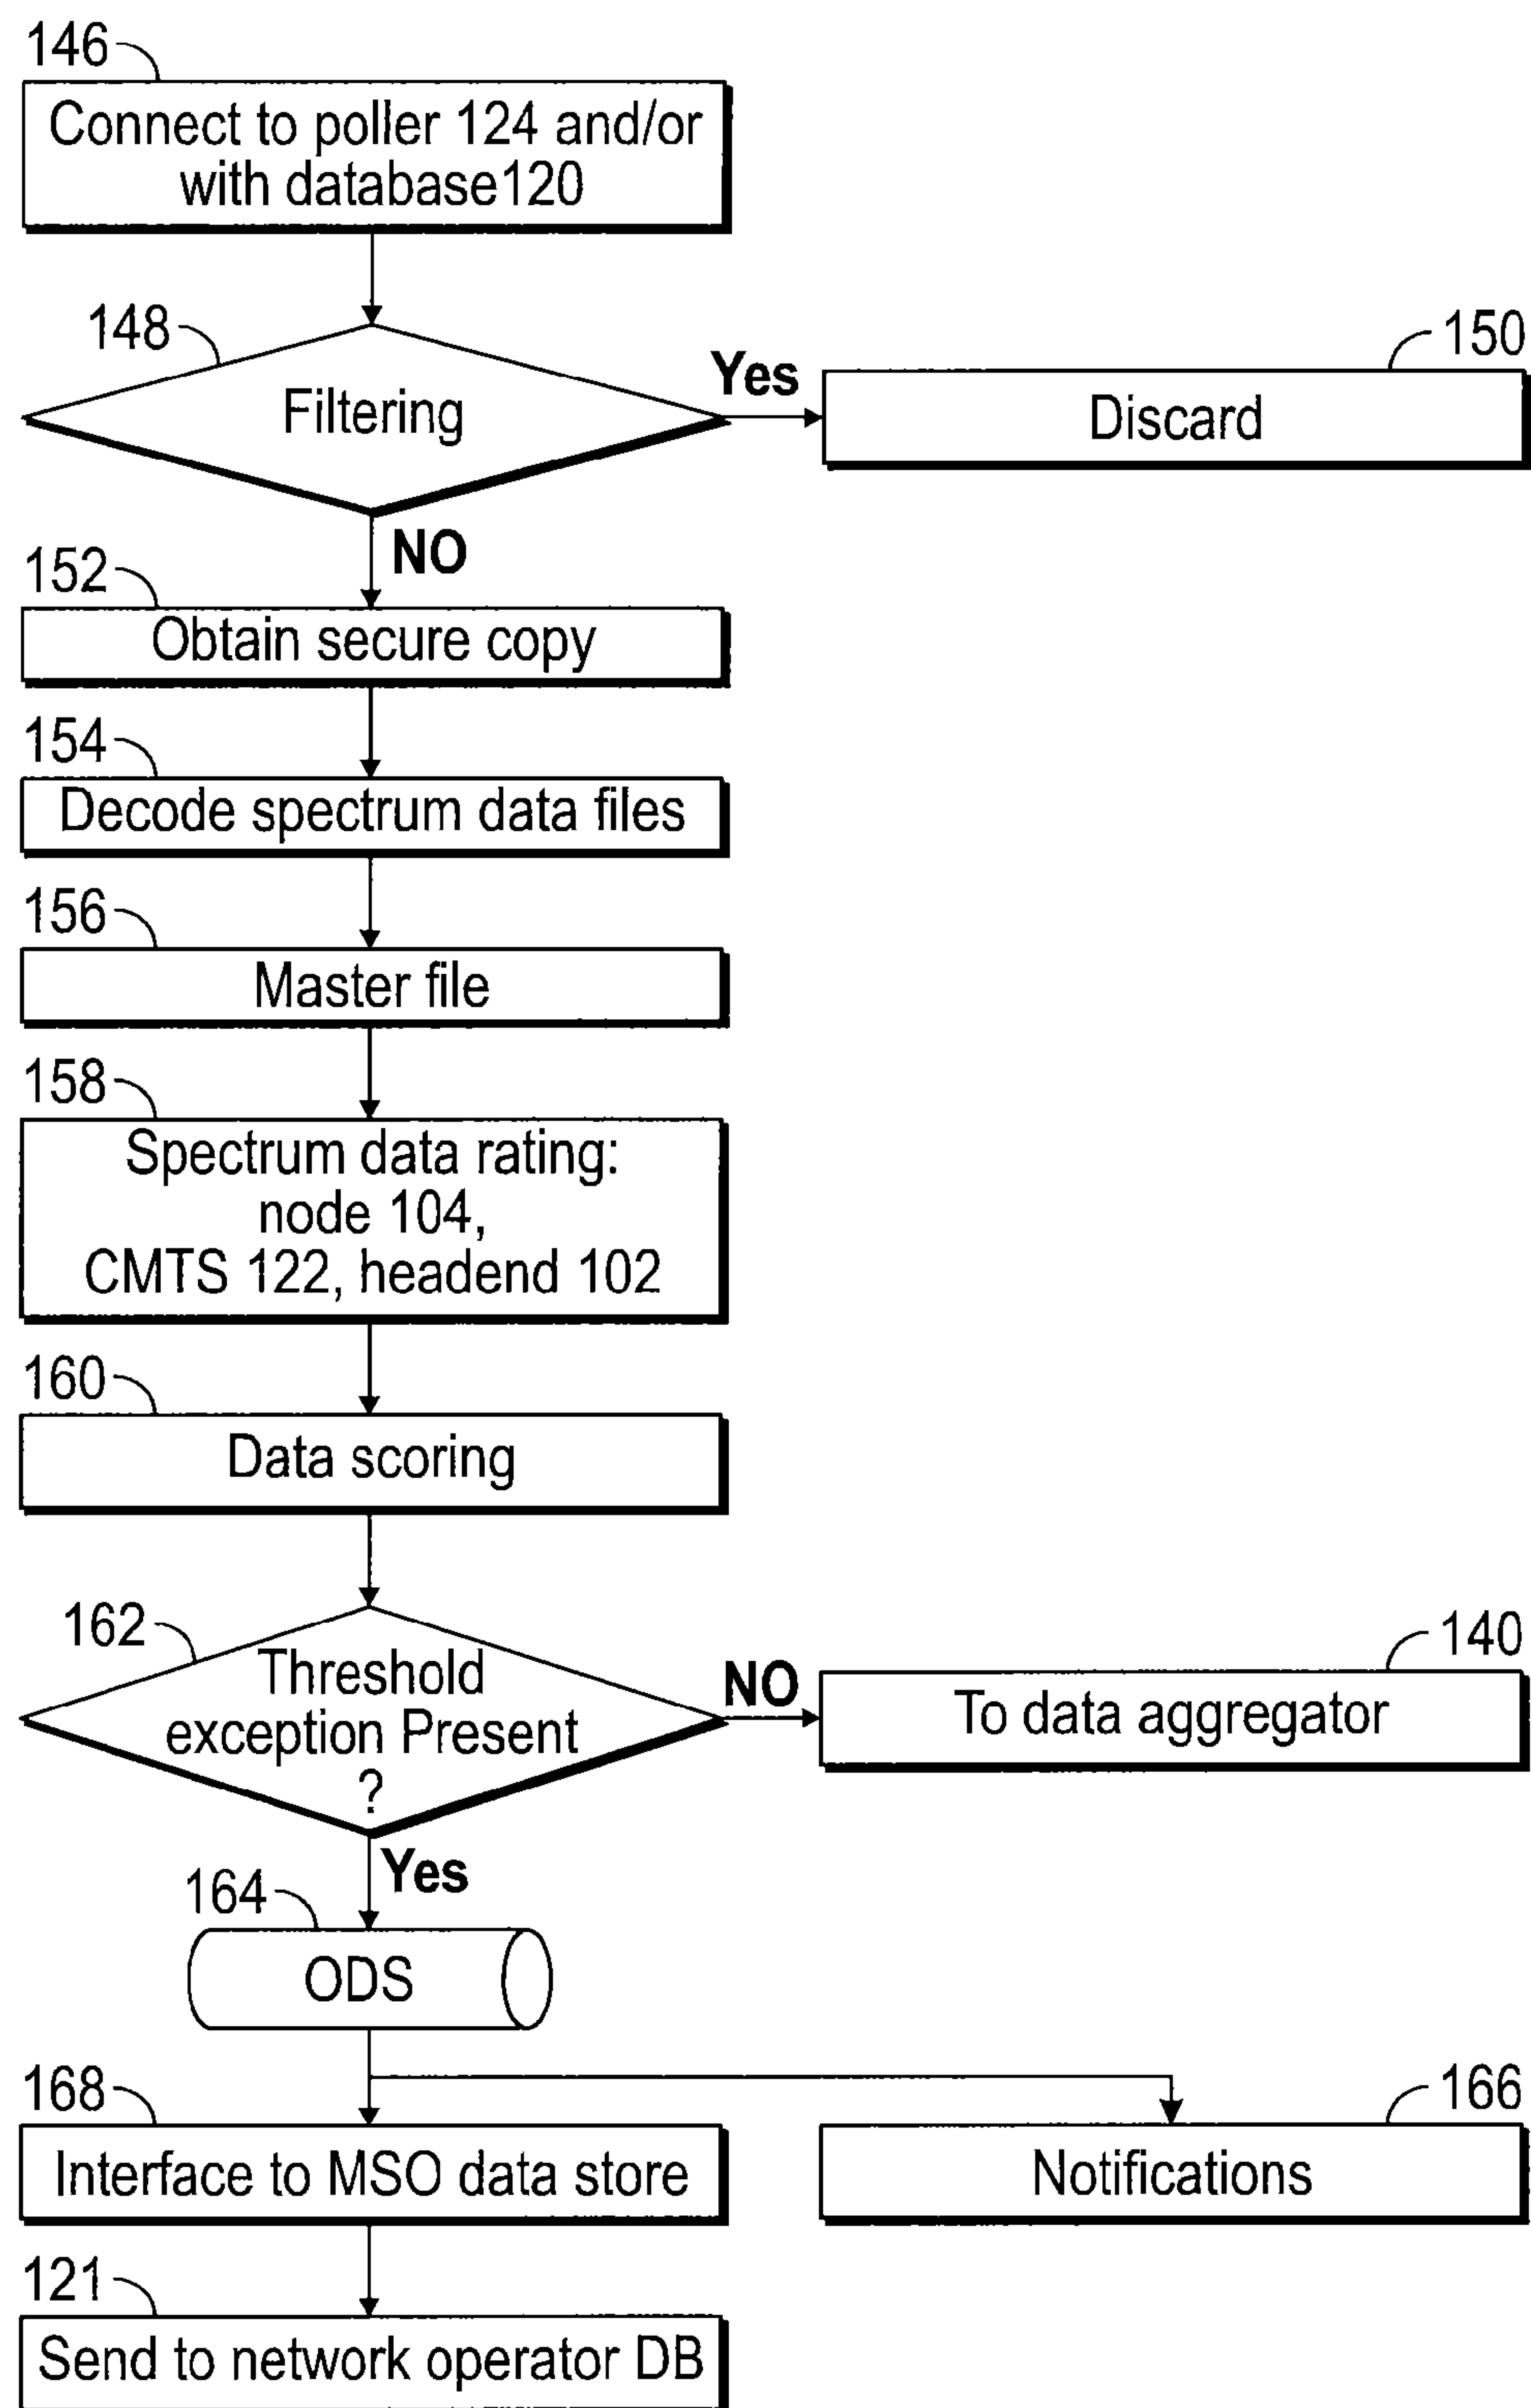 146
Connect to poller 124 and/or
with database120
148
Filtering
Yes
150
Discard
NO
152
Obtain secure copy
154
Decode spectrum data files
156
Master file
158
Spectrum data rating:
node 104,
CMTS 122, headend 102
160
Data scoring
162
Threshold
exception Present
?
NO
140
To data aggregator
Yes
164
ODS
168
Interface to MSO data store
166
Notifications
121
Send to network operator DB